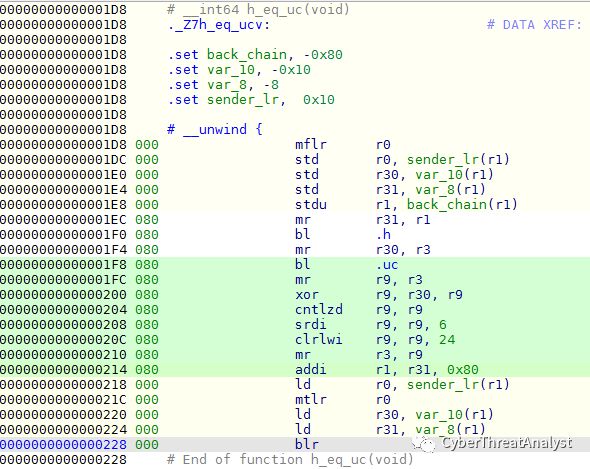 00000000000001D8 # __int64 h_eq_uc(void)
00000000000001D8 ._Z7h_eq_ucv: # DATA XREF:
00000000000001D8
00000000000001D8 .set back_chain, -0x80
00000000000001D8 .set var_10, -0x10
00000000000001D8 .set var_8, -8
00000000000001D8 .set sender_lr, 0x10
00000000000001D8
00000000000001D8 # __unwind {
00000000000001D8 000 mflr r0
00000000000001DC 000 std r0, sender_lr(r1)
00000000000001E0 000 std r30, var_10(r1)
00000000000001E4 000 std r31, var_8(r1)
00000000000001E8 000 stdu r1, back_chain(r1)
00000000000001EC 080 mr r31, r1
00000000000001F0 080 bl .h
00000000000001F4 080 mr r30, r3
00000000000001F8 080 bl .uc
00000000000001FC 080 mr r9, r3
0000000000000200 080 xor r9, r30, r9
0000000000000204 080 cntlzd r9, r9
0000000000000208 080 srdi r9, r9, 6
000000000000020C 080 clrlwi r9, r9, 24
0000000000000210 080 mr r3, r9
0000000000000214 080 addi r1, r31, 0x80
0000000000000218 000 ld r0, sender_lr(r1)
000000000000021C 000 mtlr r0
0000000000000220 000 ld r30, var_10(r1)
0000000000000224 000 ld r31, var_8(r1)
0000000000000228 000 blr
0000000000000228 # End of function h_eq_uc(void)
CyberThreatAnalyst